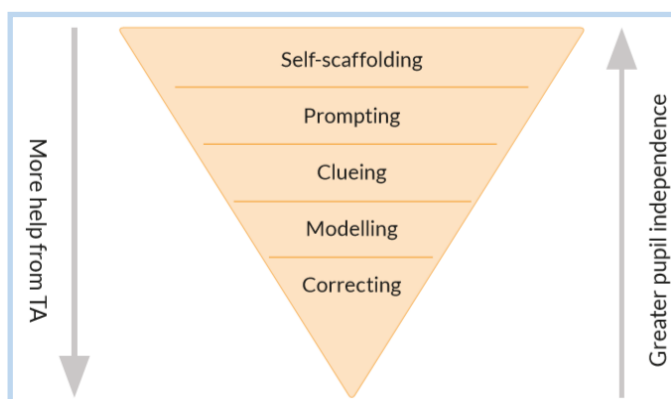 More help from TA
Self-scaffolding
Prompting
Clueing
Modelling
Correcting
Greater pupil independence